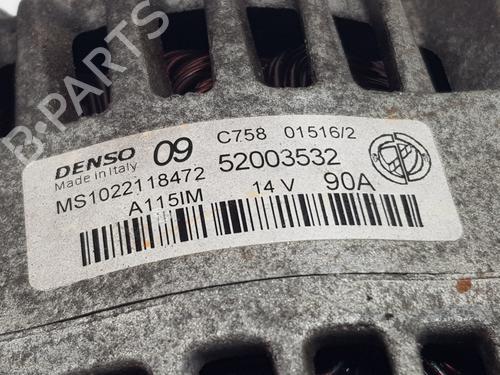 B-PARTS
DENSO 09 C758 01516/2
Made in Italy
MS1022118472 52003532
A115IM 14 V 90A